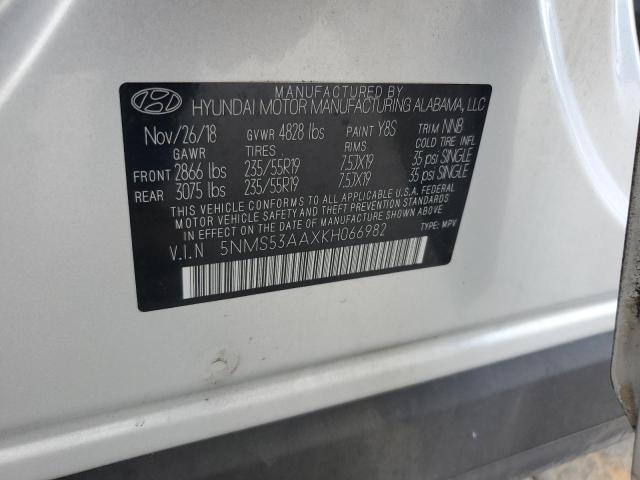 MANUFACTURED BY
HYUNDAI MOTOR MANUFACTURING ALABAMA, LLC
Nov/26/18 GVWR 4828 lbs PAINT Y8S TRIM NNB
GAWR TIRES RIMS COLD TIRE INFL
FRONT 2866 lbs 235/55R19 7.5JX19 35 psi SINGLE
REAR 3075 lbs 235/55R19 7.5JX19 35 psi SINGLE
THIS VEHICLE CONFORMS TO ALL APPLICABLE U.S.A. FEDERAL
MOTOR VEHICLE SAFETY, BUMPER, AND THEFT PREVENTION
STANDARDS IN EFFECT ON THE DATE OF MANUFACTURE SHOWN ABOVE.
V.I.N 5NMS53AAXKH066982 TYPE: MPV